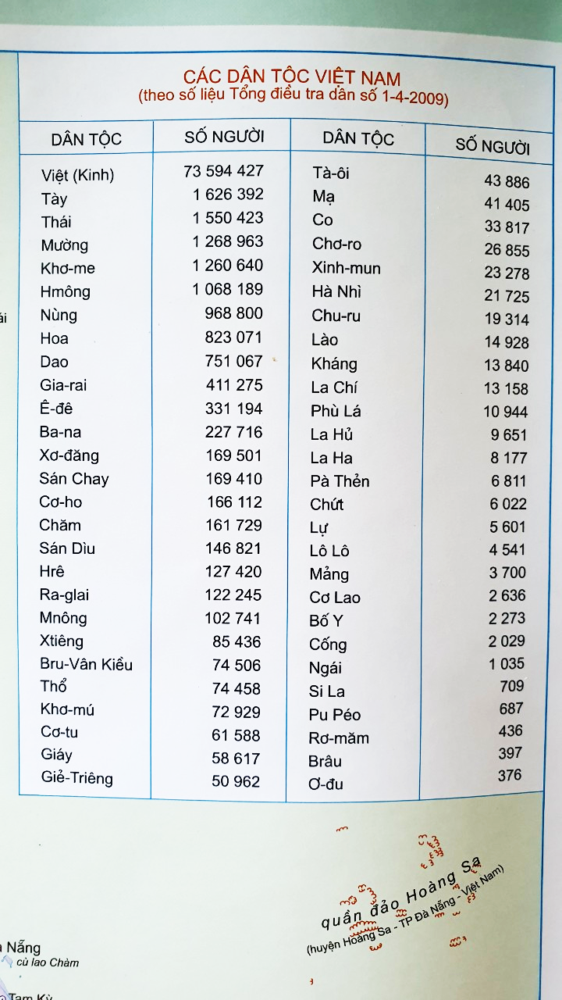 CÁC DÂN TỘC VIỆT NAM
(theo số liệu Tổng điều tra dân số 1-4-2009)
DÂN TỘC SỐ NGƯỜI DÂN TỘC SỐ NGƯỜI
Việt (Kinh) 73 594 427 Tà-ôi 43 886
Tày 1 626 392 Mạ 41 405
Thái 1 550 423 Co 33 817
Mường 1 268 963 Chơ-ro 26 855
Khơ-me 1 260 640 Xinh-mun 23 278
Hmông 1 068 189 Hà Nhì 21 725
Nùng 968 800 Chu-ru 19 314
Hoa 823 071 Lào 14 928
Dao 751 067 Kháng 13 840
Gia-rai 411 275 La Chí 13 158
Ê-đê 331 194 Phù Lá 10 944
Ba-na 227 716 La Hủ 9 651
Xơ-đăng 169 501 La Ha 8 177
Sán Chay 169 410 Pà Thẻn 6 811
Cơ-ho 166 112 Chứt 6 022
Chăm 161 729 Lự 5 601
Sán Dìu 146 821 Lô Lô 4 541
Hrê 127 420 Mảng 3 700
Ra-glai 122 245 Cơ Lao 2 636
Mnông 102 741 Bố Y 2 273
Xtiêng 85 436 Cống 2 029
Bru-Vân Kiều 74 506 Ngái 1 035
Thổ 74 458 Si La 709
Khơ-mú 72 929 Pu Péo 687
Cơ-tu 61 588 Rơ-măm 436
Giáy 58 617 Brâu 397
Giẻ-Triêng 50 962 Ơ-đu 376
quần đảo Hoàng Sa
(huyện Hoàng Sa - TP Đà Nẵng - Việt Nam)
Nẵng
cù lao Chàm
Tam Kỳ